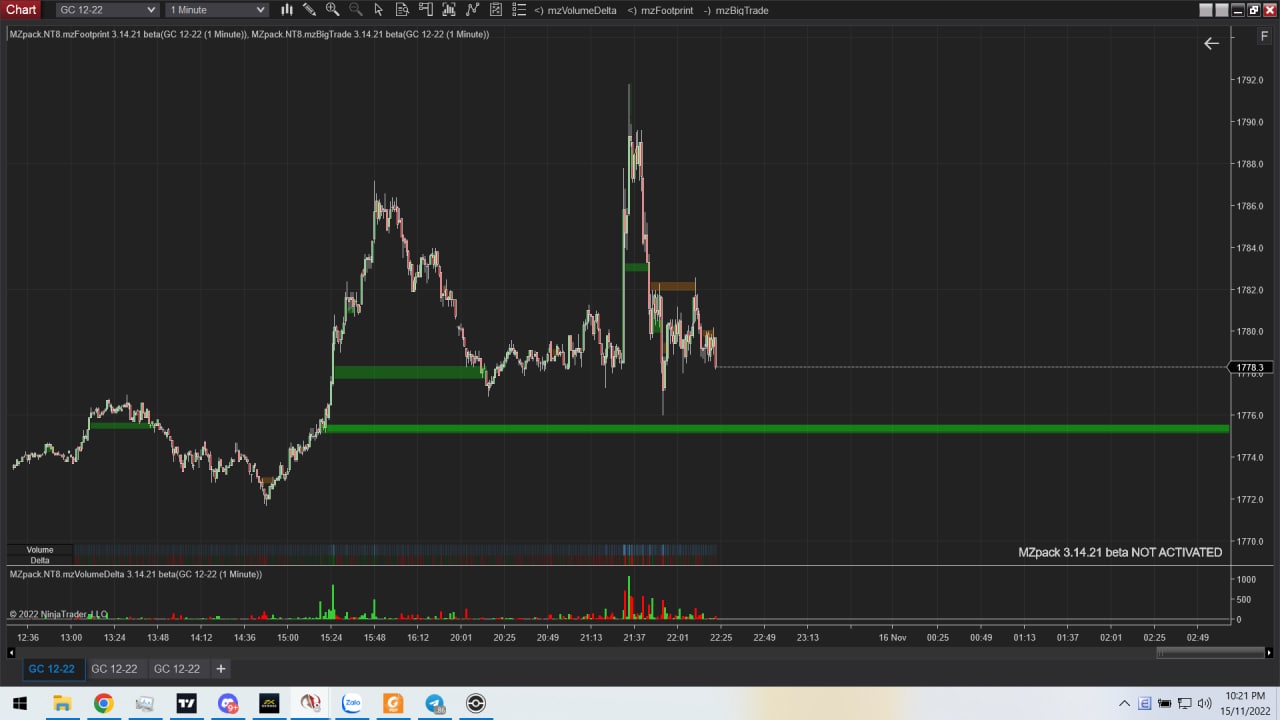 Chart GC 12-22 1 Minute <> mzVolumeDelta <> mzFootprint -) mzBigTrade
MZpack.NT8.mzFootprint 3.14.21 beta(GC 12-22 (1 Minute)), MZpack.NT8.mzBigTrade 3.14.21 beta(GC 12-22 (1 Minute))
F
1792.0
1790.0
1788.0
1786.0
1784.0
1782.0
1780.0
1778.3
1776.0
1774.0
1772.0
1770.0
Volume
Delta
MZpack 3.14.21 beta NOT ACTIVATED
MZpack.NT8.mzVolumeDelta 3.14.21 beta(GC 12-22 (1 Minute))
1000
500
0
© 2022 NinjaTrader, LLC
12:36 13:00 13:24 13:48 14:12 14:36 15:00 15:24 15:48 16:12 20:01 20:25 20:49 21:13 21:37 22:01 22:25 22:49 23:13 16 Nov 00:25 00:49 01:13 01:37 02:01 02:25 02:49
GC 12-22 GC 12-22 GC 12-22 +
Zalo
9+
86
10:21 PM
15/11/2022